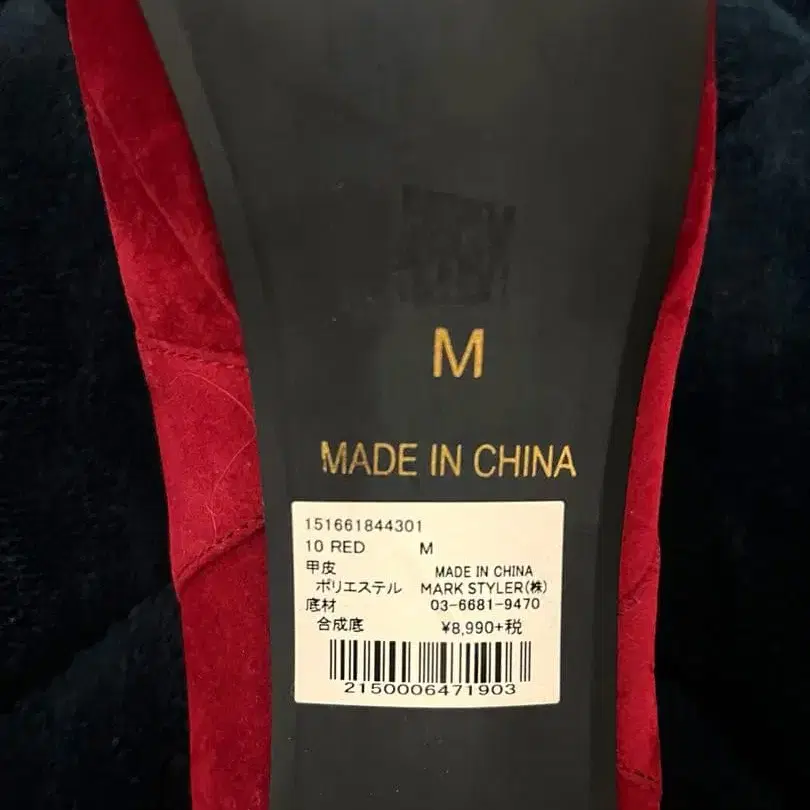 M
MADE IN CHINA
151661844301
10 RED M
甲皮 MADE IN CHINA
ポリエステル MARK STYLER(株)
底材 03-6681-9470
合成底 ¥8,990+税
2150006471903